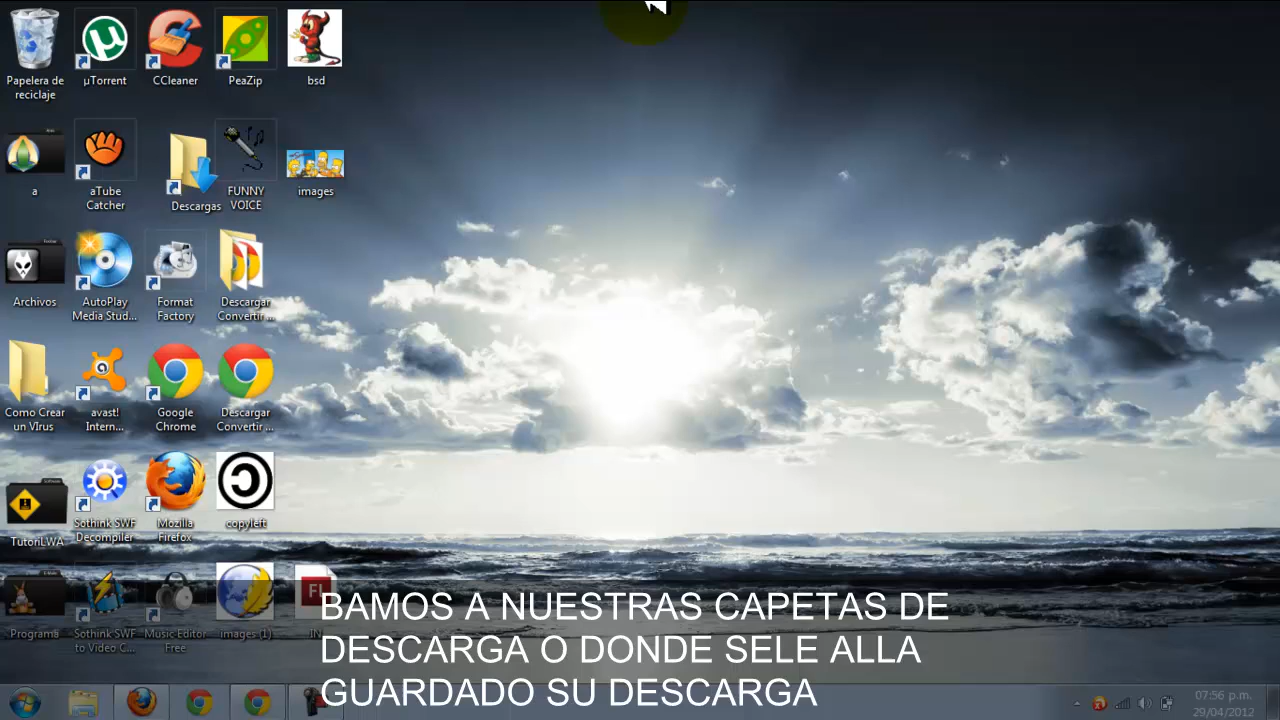 Papelera de
reciclaje
µTorrent
CCleaner
PeaZip
bsd
a
aTube
Catcher
Descargas
FUNNY
VOICE
images
Archivos
AutoPlay
Media Stud...
Format
Factory
Descargar
Convertir ...
Como Crear
un VIrus
avast!
Intern...
Google
Chrome
Descargar
Convertir ...
TutoriLWA
Sothink SWF
Decompiler
Mozilla
Firefox
copyleft
Programa
Sothink SWF
to Video C...
Music Editor
Free
images (1)
BAMOS A NUESTRAS CAPETAS DE
DESCARGA O DONDE SELE ALLA
GUARDADO SU DESCARGA
07:56 p.m.
29/04/2012